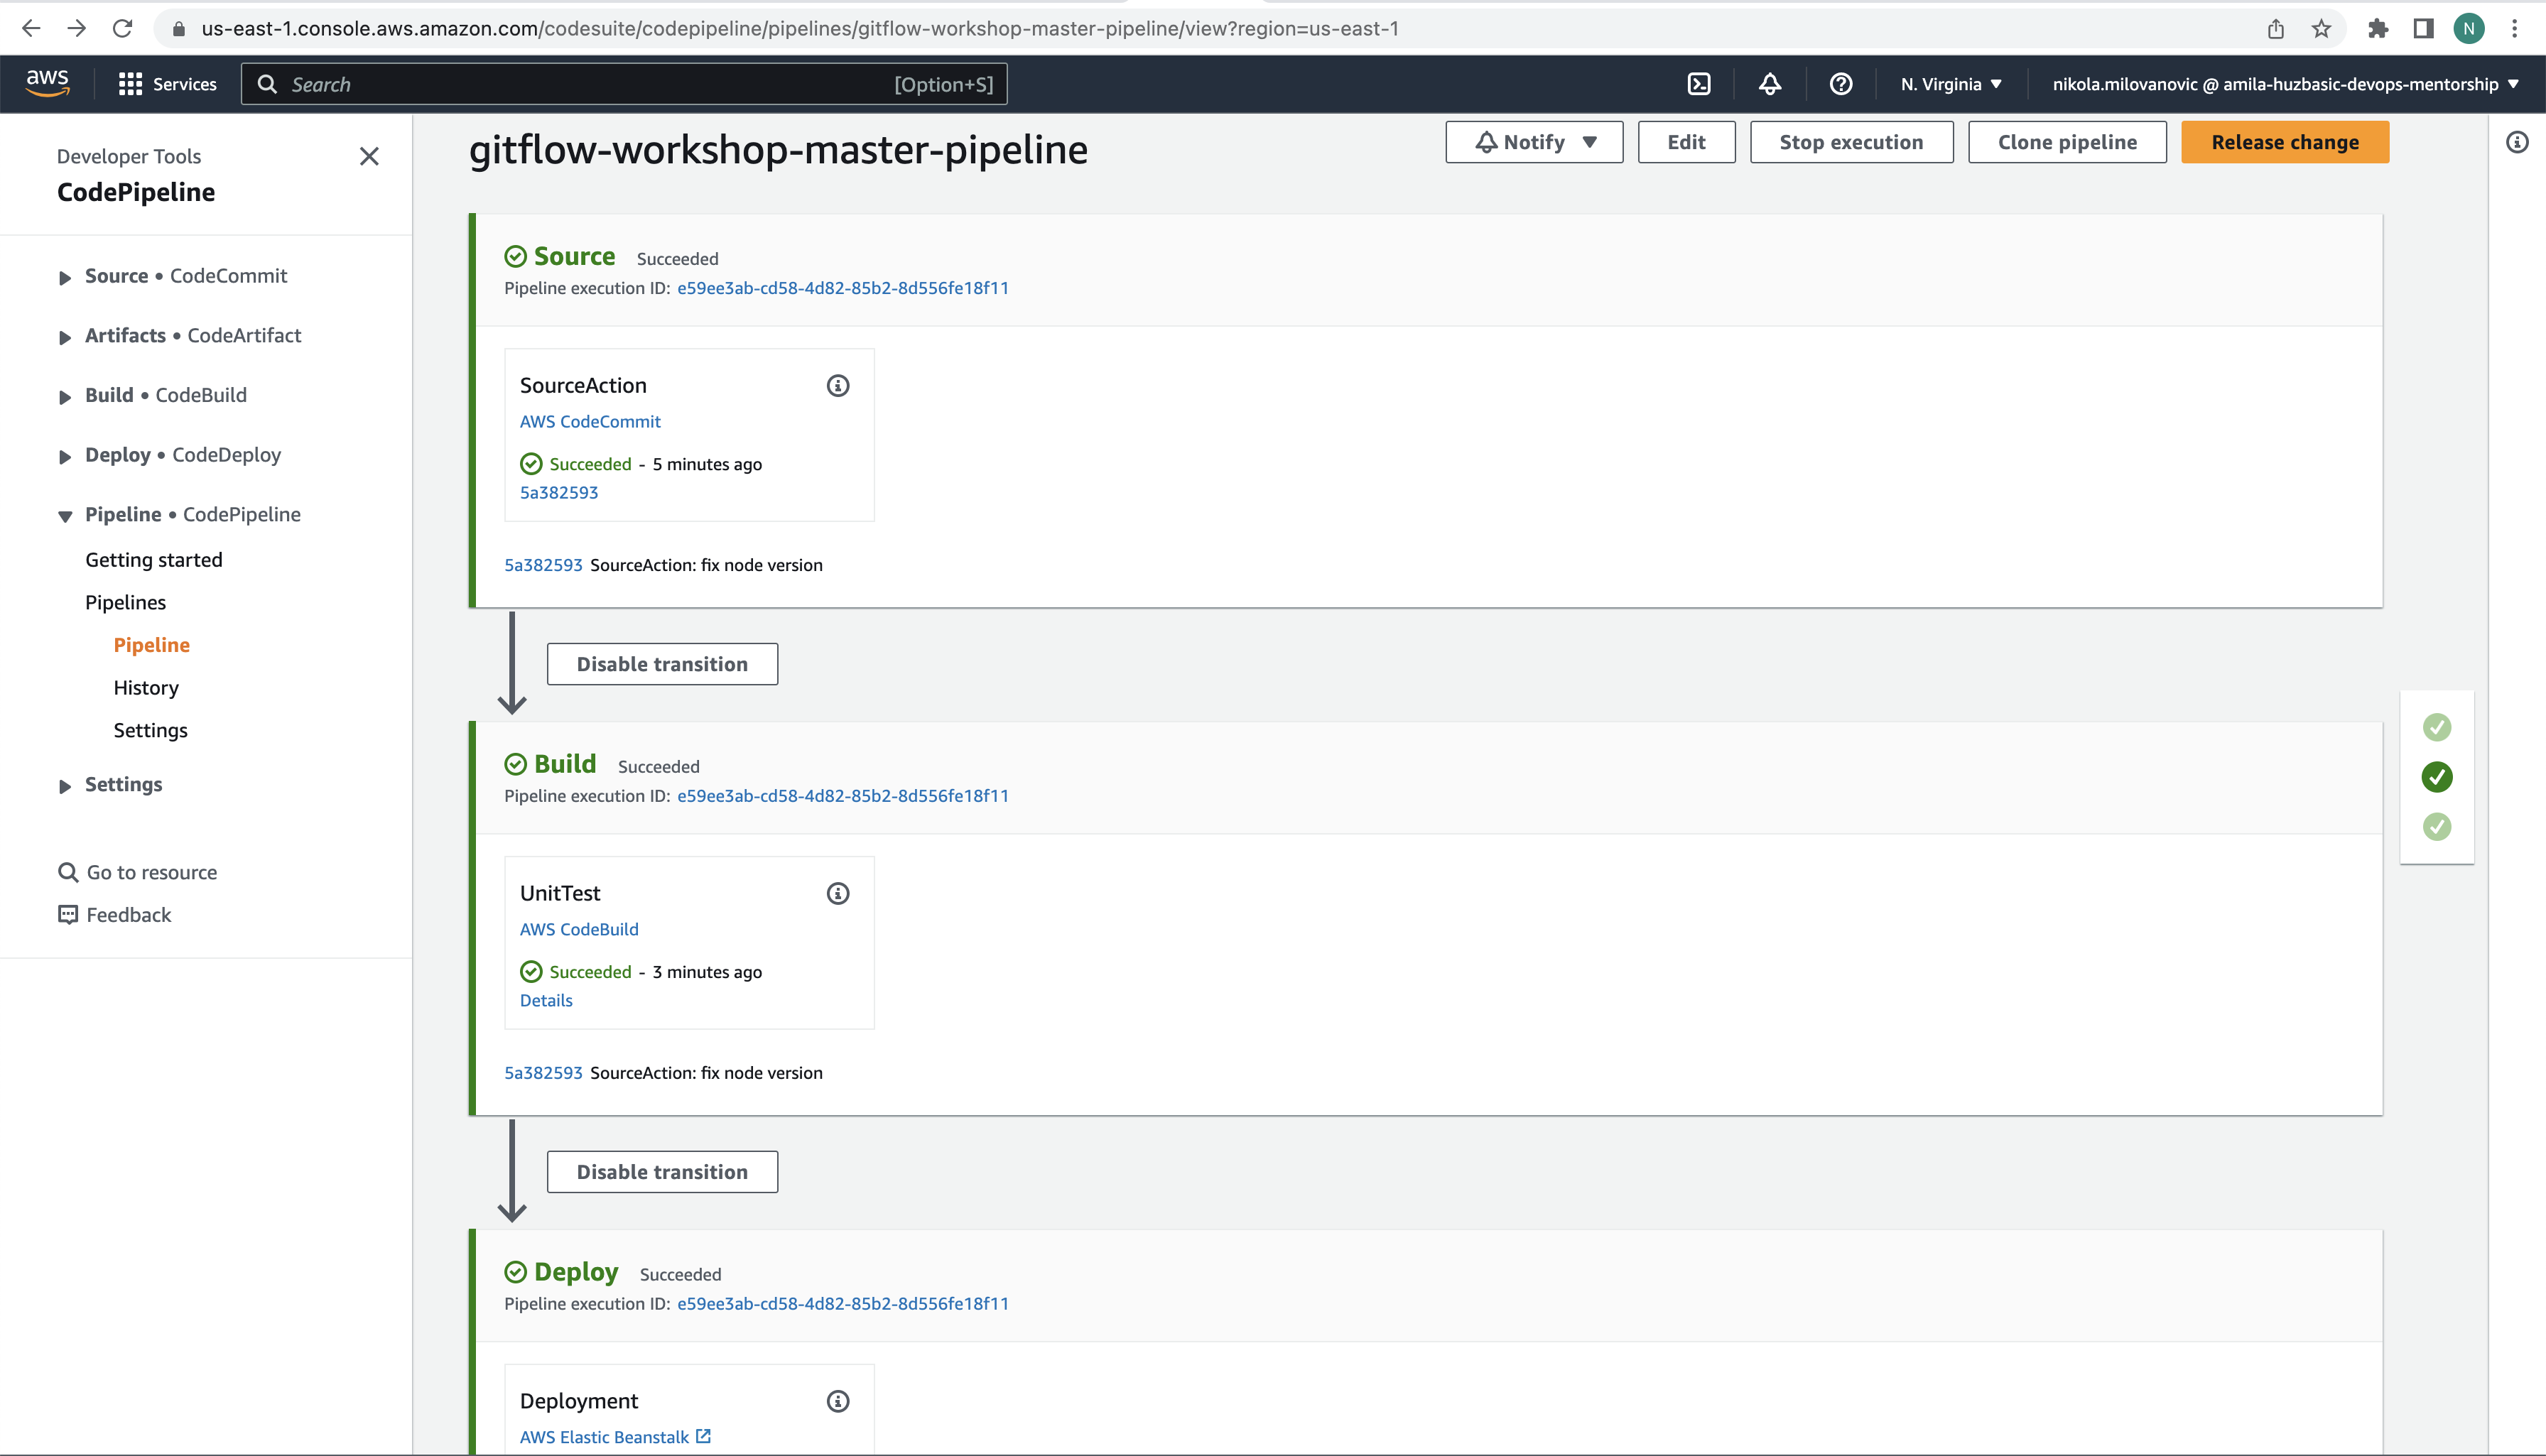 us-east-1.console.aws.amazon.com/codesuite/codepipeline/pipelines/gitflow-workshop-master-pipeline/view?region=us-east-1
N
aws
Services
Search
[Option+S]
N. Virginia
nikola.milovanovic @ amila-huzbasic-devops-mentorship
Developer Tools
CodePipeline
Source • CodeCommit
Artifacts • CodeArtifact
Build • CodeBuild
Deploy • CodeDeploy
Pipeline • CodePipeline
Getting started
Pipelines
Pipeline
History
Settings
Settings
Go to resource
Feedback
gitflow-workshop-master-pipeline
Notify
Edit
Stop execution
Clone pipeline
Release change
Source Succeeded
Pipeline execution ID: e59ee3ab-cd58-4d82-85b2-8d556fe18f11
SourceAction
AWS CodeCommit
Succeeded - 5 minutes ago
5a382593
5a382593 SourceAction: fix node version
Disable transition
Build Succeeded
Pipeline execution ID: e59ee3ab-cd58-4d82-85b2-8d556fe18f11
UnitTest
AWS CodeBuild
Succeeded - 3 minutes ago
Details
5a382593 SourceAction: fix node version
Disable transition
Deploy Succeeded
Pipeline execution ID: e59ee3ab-cd58-4d82-85b2-8d556fe18f11
Deployment
AWS Elastic Beanstalk